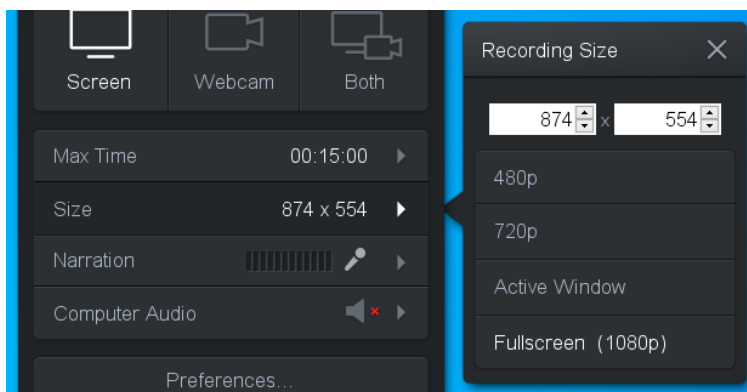 Screen
Webcam
Both
Max Time 00:15:00
Size 874 x 554
Narration
Computer Audio
Preferences...
Recording Size
874 x 554
480p
720p
Active Window
Fullscreen (1080p)